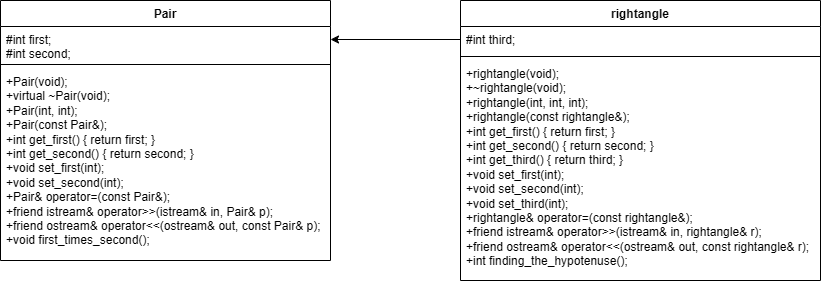 Pair
#int first;
#int second;
+Pair(void);
+virtual ~Pair(void);
+Pair(int, int);
+Pair(const Pair&);
+int get_first() { return first; }
+int get_second() { return second; }
+void set_first(int);
+void set_second(int);
+Pair& operator=(const Pair&);
+friend istream& operator>>(istream& in, Pair& p);
+friend ostream& operator<<(ostream& out, const Pair& p);
+void first_times_second();
rightangle
#int third;
+rightangle(void);
+~rightangle(void);
+rightangle(int, int, int);
+rightangle(const rightangle&);
+int get_first() { return first; }
+int get_second() { return second; }
+int get_third() { return third; }
+void set_first(int);
+void set_second(int);
+void set_third(int);
+rightangle& operator=(const rightangle&);
+friend istream& operator>>(istream& in, rightangle& r);
+friend ostream& operator<<(ostream& out, const rightangle& r);
+int finding_the_hypotenuse();